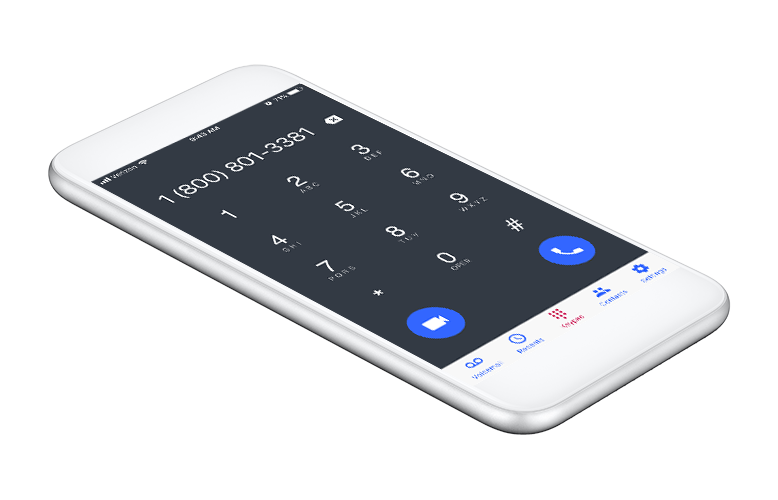 Verizon 9:43 AM 71%
1 (800) 801-3381
1 2 3
ABC DEF
4 5 6
GHI JKL MNO
7 8 9
PQRS TUV WXYZ
* 0 #
OPER
Voicemail Recents Keypad Contacts Settings